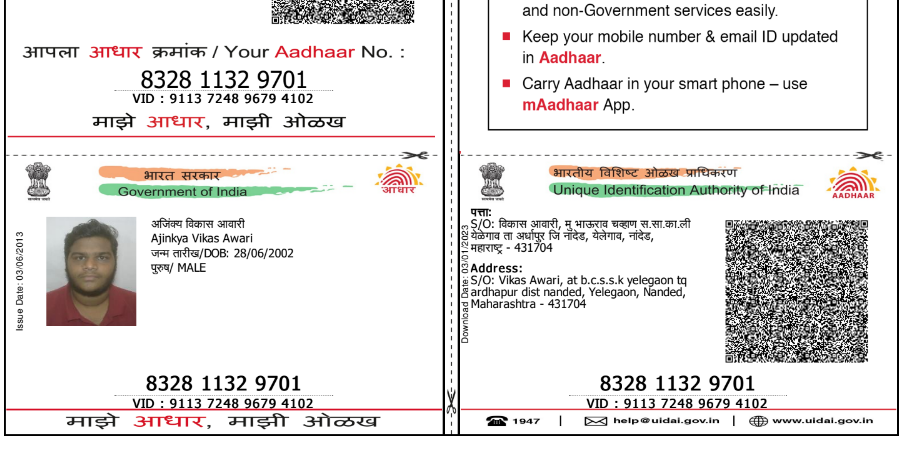 आपला आधार क्रमांक / Your Aadhaar No. :
8328 1132 9701
VID : 9113 7248 9679 4102
माझे आधार, माझी ओळख
and non-Government services easily.
Keep your mobile number & email ID updated
in Aadhaar.
Carry Aadhaar in your smart phone – use
mAadhaar App.
भारत सरकार
Government of India
आधार
Issue Date: 03/06/2013
अजिंक्य विकास आवारी
Ajinkya Vikas Awari
जन्म तारीख/DOB: 28/06/2002
पुरुष/ MALE
8328 1132 9701
VID : 9113 7248 9679 4102
माझे आधार, माझी ओळख
भारतीय विशिष्ट ओळख प्राधिकरण
Unique Identification Authority of India
AADHAAR
Download Date: 03/01/2023
पत्ता:
S/O: विकास आवारी, मु भाऊराव चव्हाण स.सा.का.ली
येळेगाव ता अर्धापुर जि नांदेड, येलेगाव, नांदेड,
महाराष्ट्र - 431704
Address:
S/O: Vikas Awari, at b.c.s.s.k yelegaon tq
ardhapur dist nanded, Yelegaon, Nanded,
Maharashtra - 431704
8328 1132 9701
VID : 9113 7248 9679 4102
1947 | help@uidai.gov.in | www.uidai.gov.in